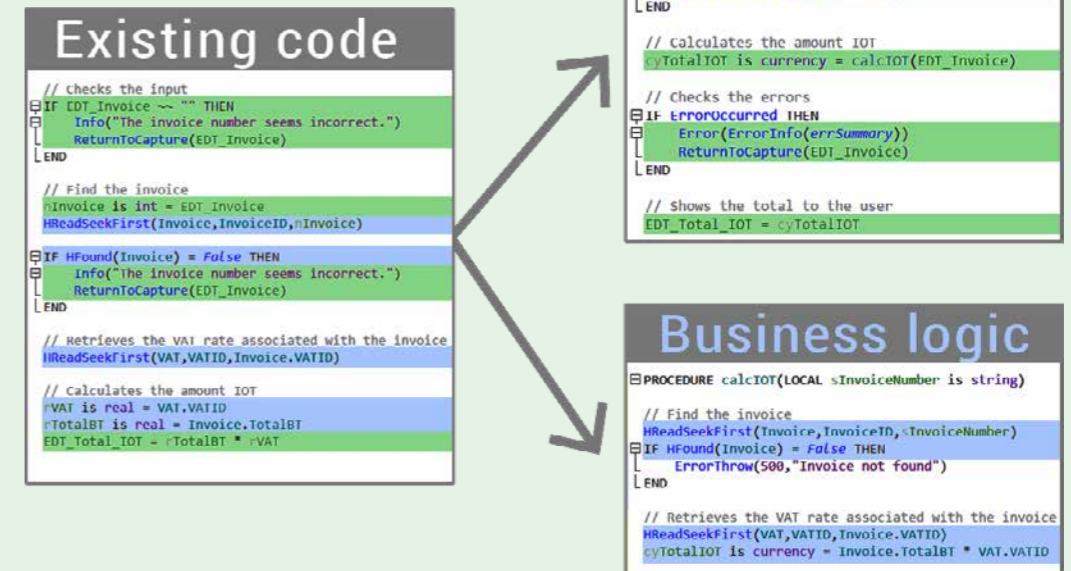 Existing code
// Checks the input
IF EDT_Invoice ~~ "" THEN
Info("The invoice number seems incorrect.")
ReturnToCapture(EDT_Invoice)
END
// Find the invoice
nInvoice is int = EDT_Invoice
HReadSeekFirst(Invoice,InvoiceID,nInvoice)
IF HFound(Invoice) = False THEN
Info("The invoice number seems incorrect.")
ReturnToCapture(EDT_Invoice)
END
// Retrieves the VAT rate associated with the invoice
HReadSeekFirst(VAT,VATID,Invoice.VATID)
// Calculates the amount IOT
rVAT is real = VAT.VATID
rTotalBT is real = Invoice.TotalBT
EDT_Total_IOT = rTotalBT * rVAT
END
// Calculates the amount IOT
cyTotalIOT is currency = calcIOT(EDT_Invoice)
// Checks the errors
IF ErrorOccurred THEN
Error(ErrorInfo(errSummary))
ReturnToCapture(EDT_Invoice)
END
// Shows the total to the user
EDT_Total_IOT = cyTotalIOT
Business logic
PROCEDURE calcIOT(LOCAL sInvoiceNumber is string)
// Find the invoice
HReadSeekFirst(Invoice,InvoiceID,sInvoiceNumber)
IF HFound(Invoice) = False THEN
ErrorThrow(500,"Invoice not found")
END
// Retrieves the VAT rate associated with the invoice
HReadSeekFirst(VAT,VATID,Invoice.VATID)
cyTotalIOT is currency = Invoice.TotalBT * VAT.VATID